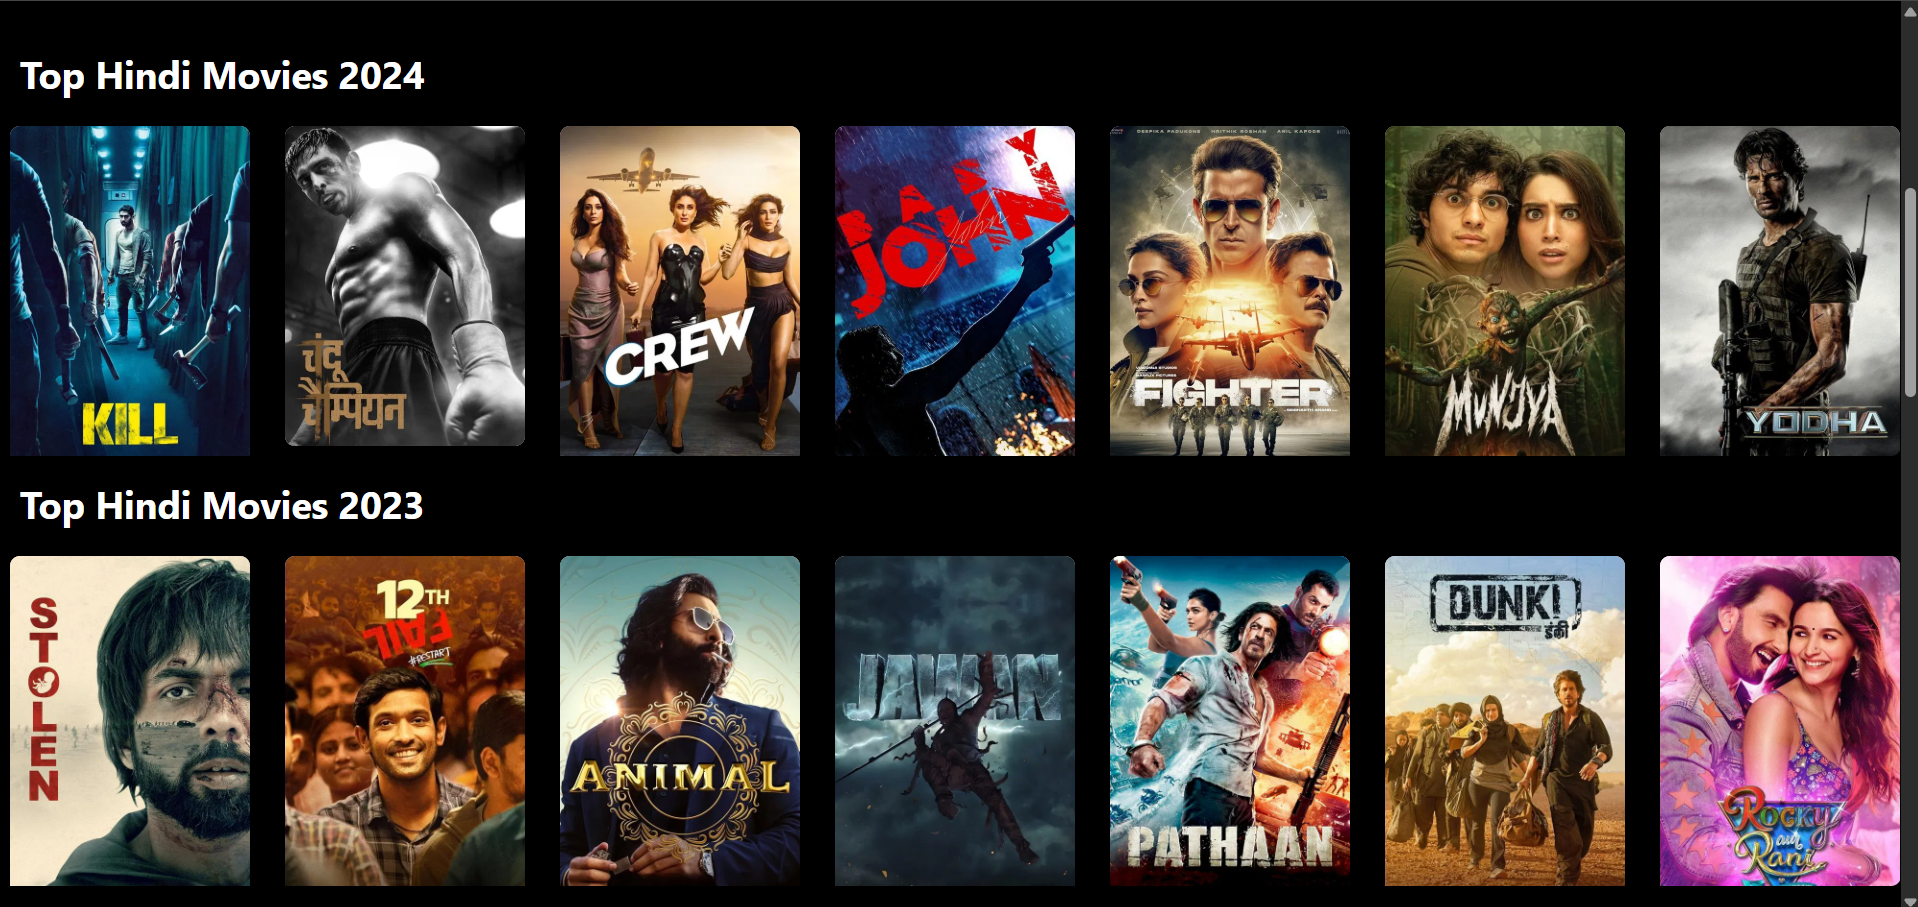 Top Hindi Movies 2024
KILL
चंदू
चैम्पियन
CREW
BABY
JOHN
DEEPIKA PADUKONE HRITHIK ROSHAN ANIL KAPOOR
FIGHTER
MUNJYA
YODHA
Top Hindi Movies 2023
STOLEN
12TH
FAIL
#RESTART
ANIMAL
JAWAN
PATHAAN
DUNKI
डंकी
ROCKY
aur
Rani